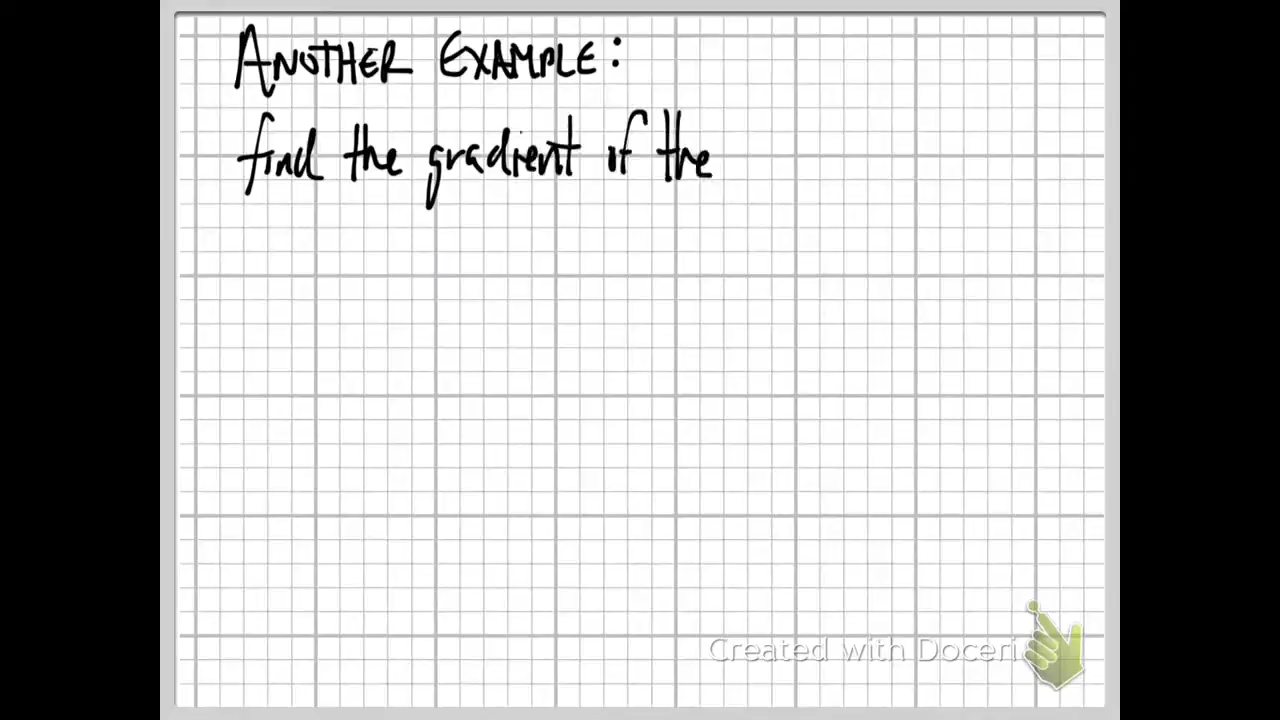 ANOTHER EXAMPLE:
find the gradient of the
Created with Doceri